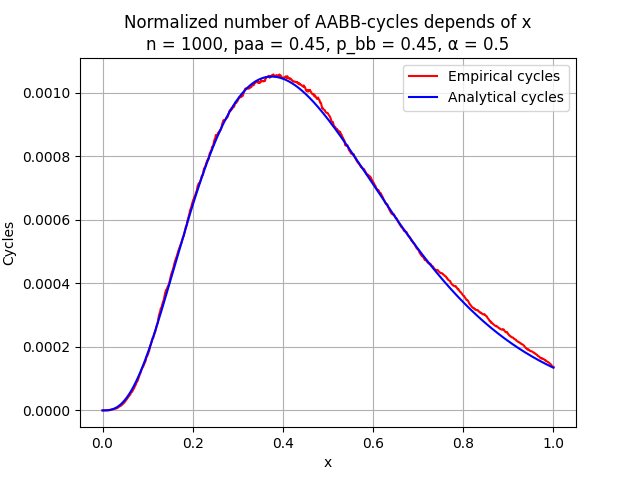 Normalized number of AABB-cycles depends of x
n = 1000, paa = 0.45, p_bb = 0.45, α = 0.5
Empirical cycles
Analytical cycles
Cycles
0.0010
0.0008
0.0006
0.0004
0.0002
0.0000
0.0 0.2 0.4 0.6 0.8 1.0
x